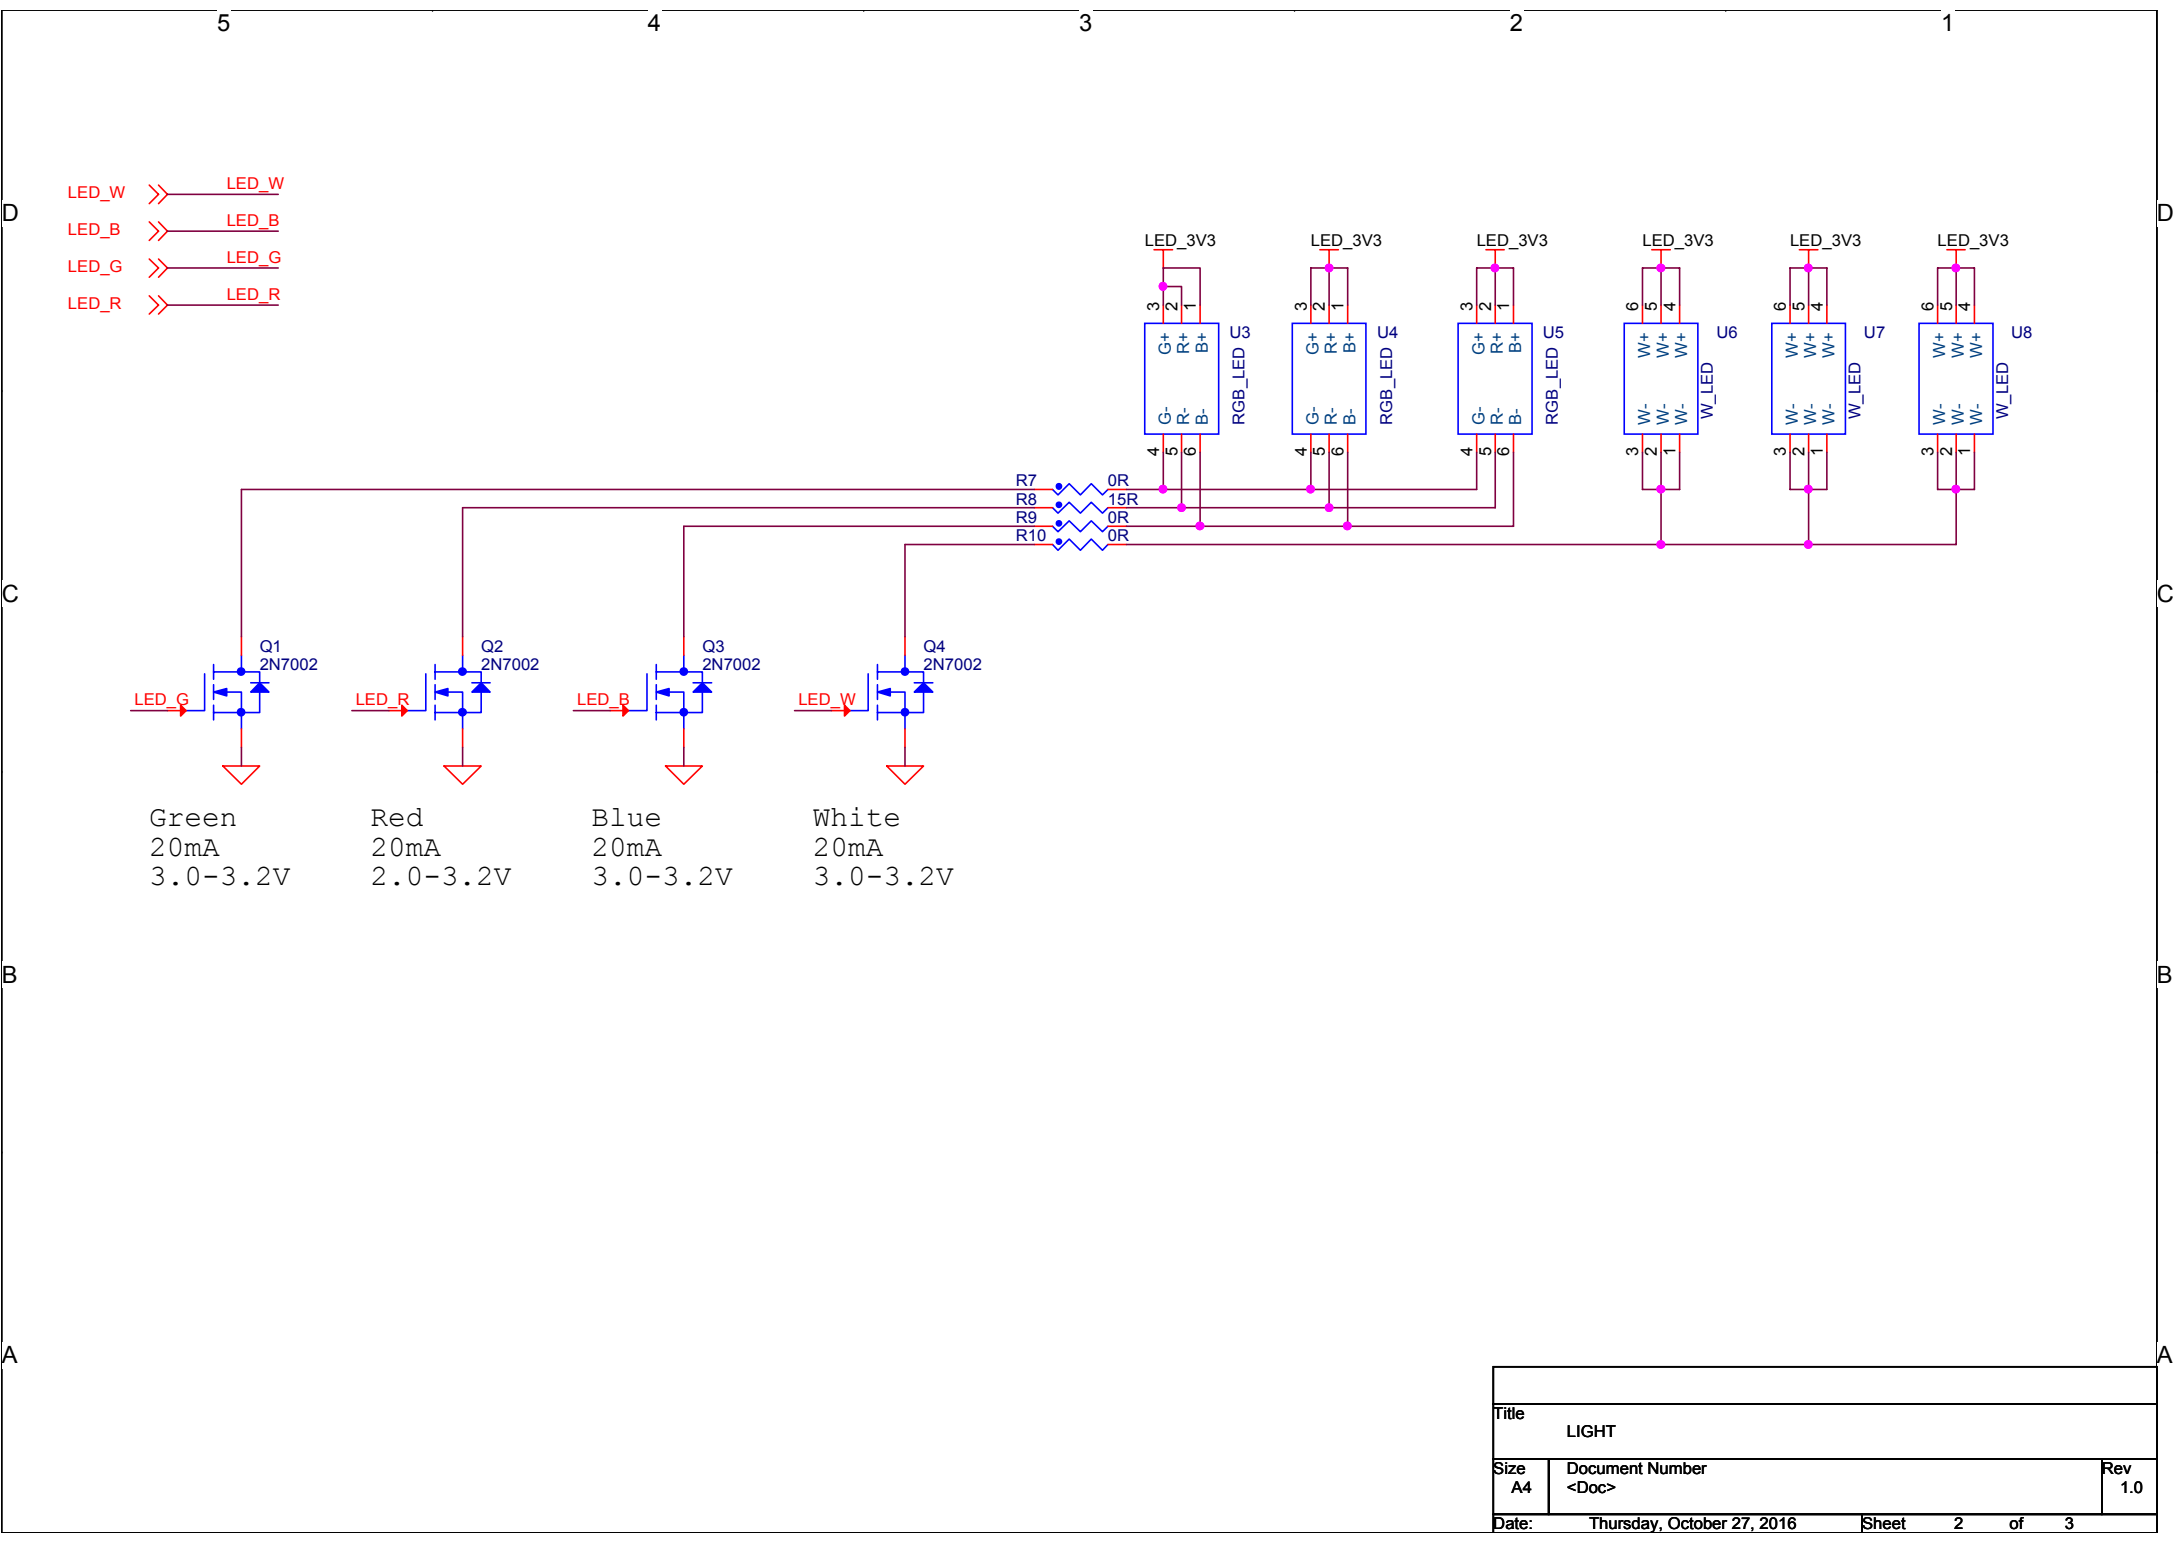 5 4 3 2 1
D D
C C
B B
A A
LED_W LED_W
LED_B LED_B
LED_G LED_G
LED_R LED_R
LED_3V3 LED_3V3 LED_3V3 LED_3V3 LED_3V3 LED_3V3
3 2 1 3 2 1 3 2 1 6 5 4 6 5 4 6 5 4
U3 U4 U5 U6 U7 U8
G+ R+ B+ G+ R+ B+ G+ R+ B+ W+ W+ W+ W+ W+ W+ W+ W+ W+
RGB_LED RGB_LED RGB_LED W_LED W_LED W_LED
G- R- B- G- R- B- G- R- B- W- W- W- W- W- W- W- W- W-
4 5 6 4 5 6 4 5 6 3 2 1 3 2 1 3 2 1
R7 0R
R8 15R
R9 0R
R10 0R
Q1 Q2 Q3 Q4
2N7002 2N7002 2N7002 2N7002
LED_G LED_R LED_B LED_W
Green Red Blue White
20mA 20mA 20mA 20mA
3.0-3.2V 2.0-3.2V 3.0-3.2V 3.0-3.2V
Title
LIGHT
Size Document Number Rev
A4 <Doc> 1.0
Date: Thursday, October 27, 2016 Sheet 2 of 3